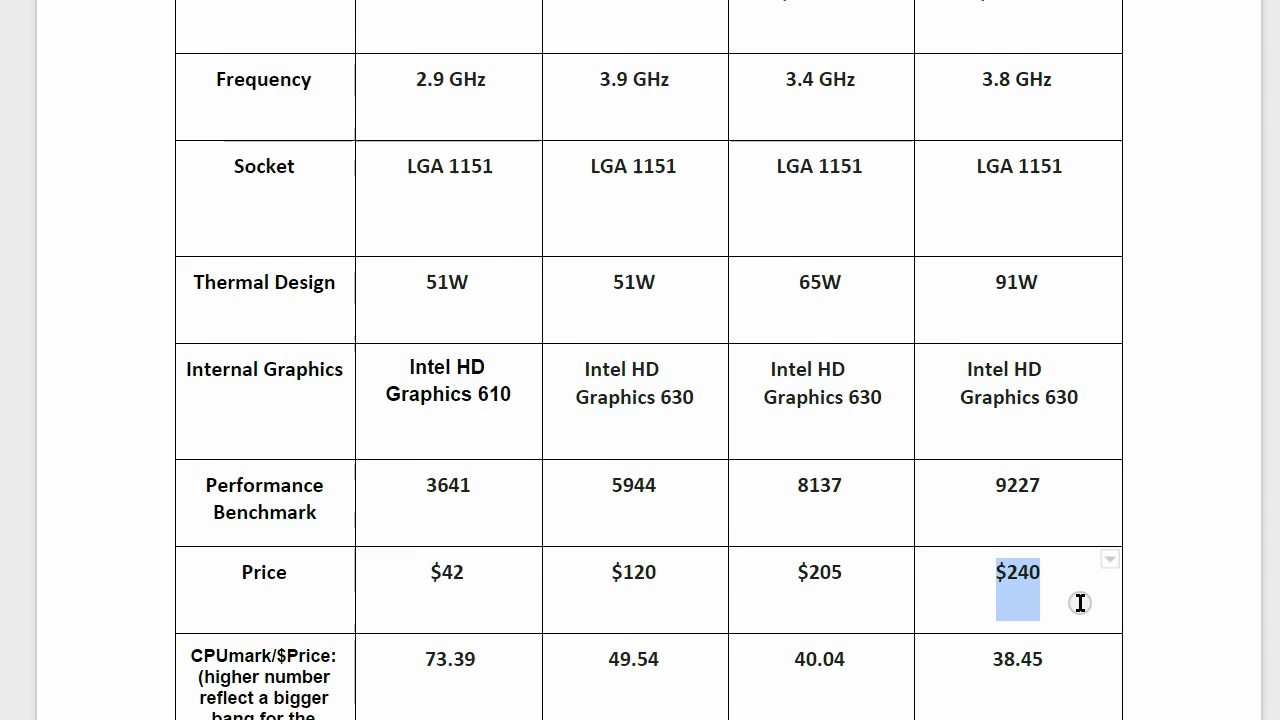 Frequency 2.9 GHz 3.9 GHz 3.4 GHz 3.8 GHz
Socket LGA 1151 LGA 1151 LGA 1151 LGA 1151
Thermal Design 51W 51W 65W 91W
Internal Graphics Intel HD Intel HD Intel HD Intel HD
Graphics 610 Graphics 630 Graphics 630 Graphics 630
Performance 3641 5944 8137 9227
Benchmark
Price $42 $120 $205 $240
CPUmark/$Price: 73.39 49.54 40.04 38.45
(higher number
reflect a bigger
bang for the